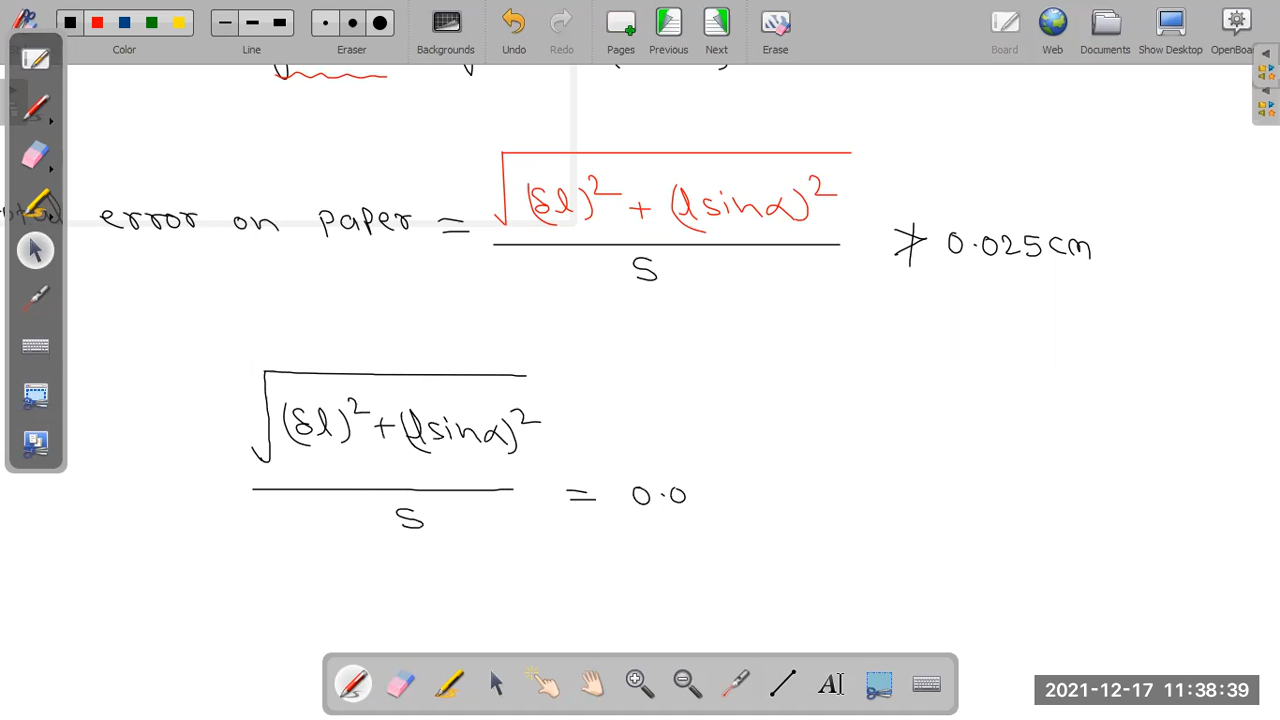 Color Line Eraser Backgrounds Undo Redo Pages Previous Next Erase Board Web Documents Show Desktop OpenBoard
error on paper = √((δl)² + (l sinα)²) / S ≯ 0.025cm
√((δl)² + (l sinα)²) / S = 0.0
2021-12-17 11:38:39